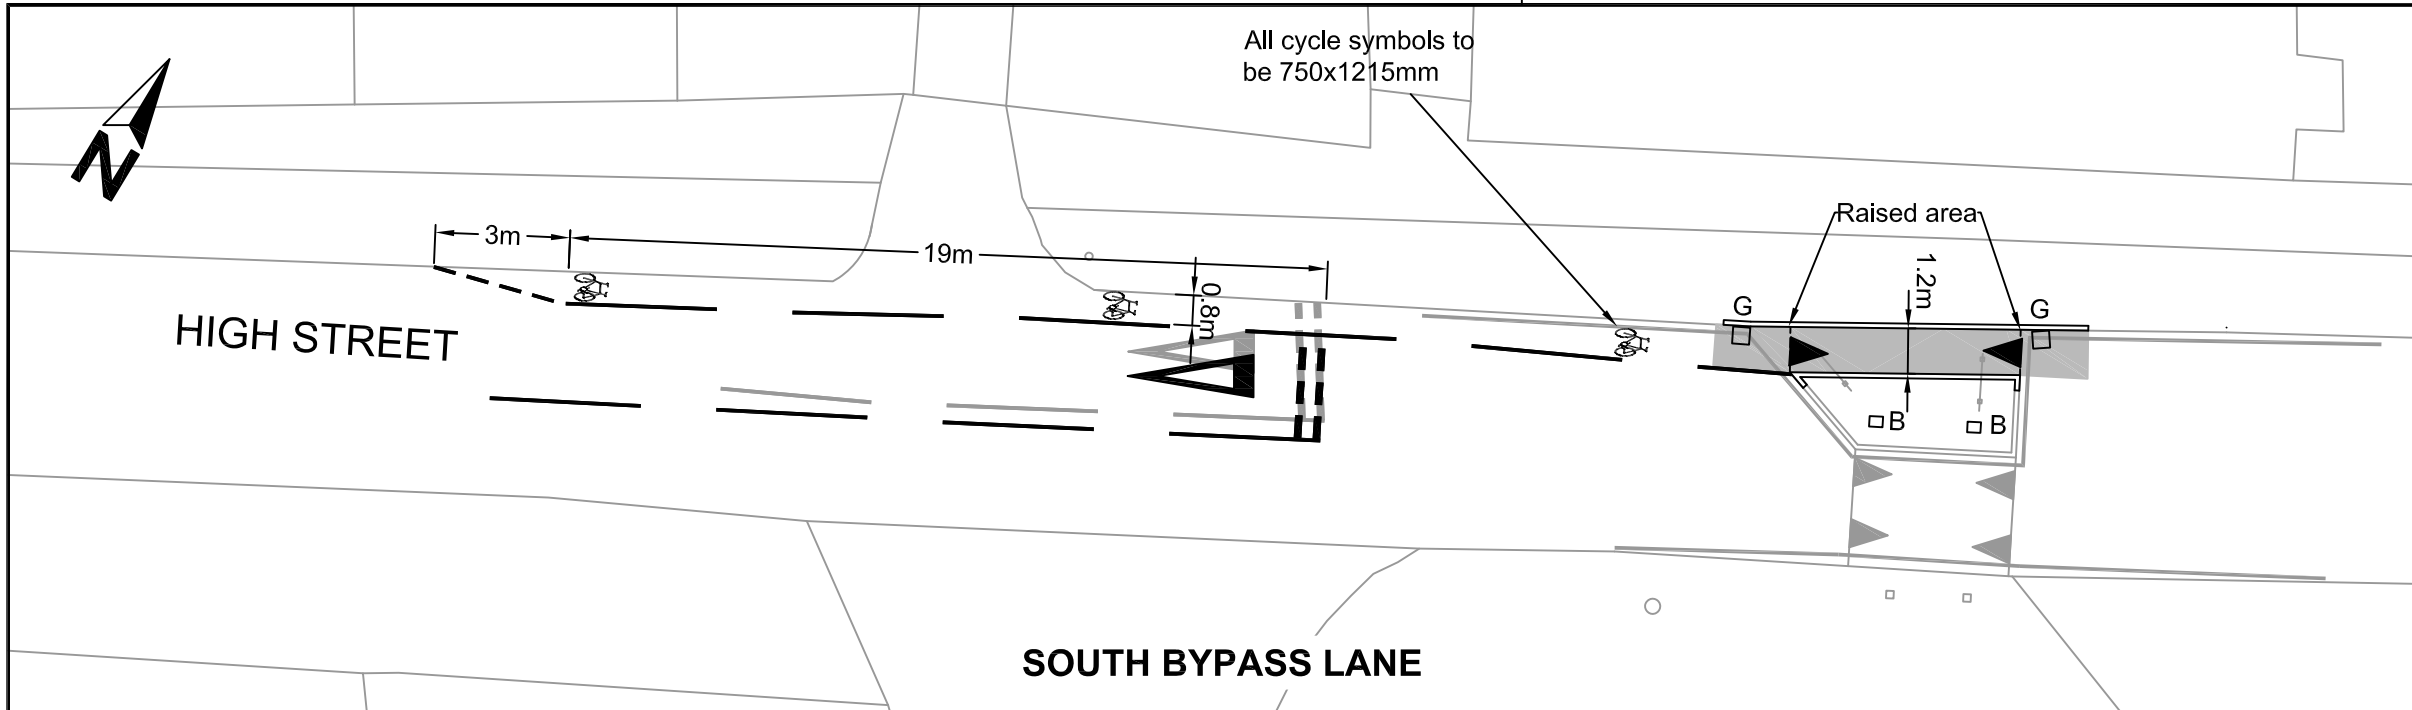 All cycle symbols to
be 750x1215mm
N
3m
19m
Raised area
1.2m
0.8m
G
G
HIGH STREET
B
B
SOUTH BYPASS LANE